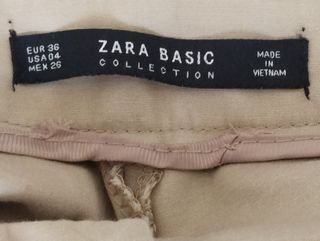 EUR 36
USA 04
MEX 26
ZARA BASIC
COLLECTION
MADE IN
VIETNAM